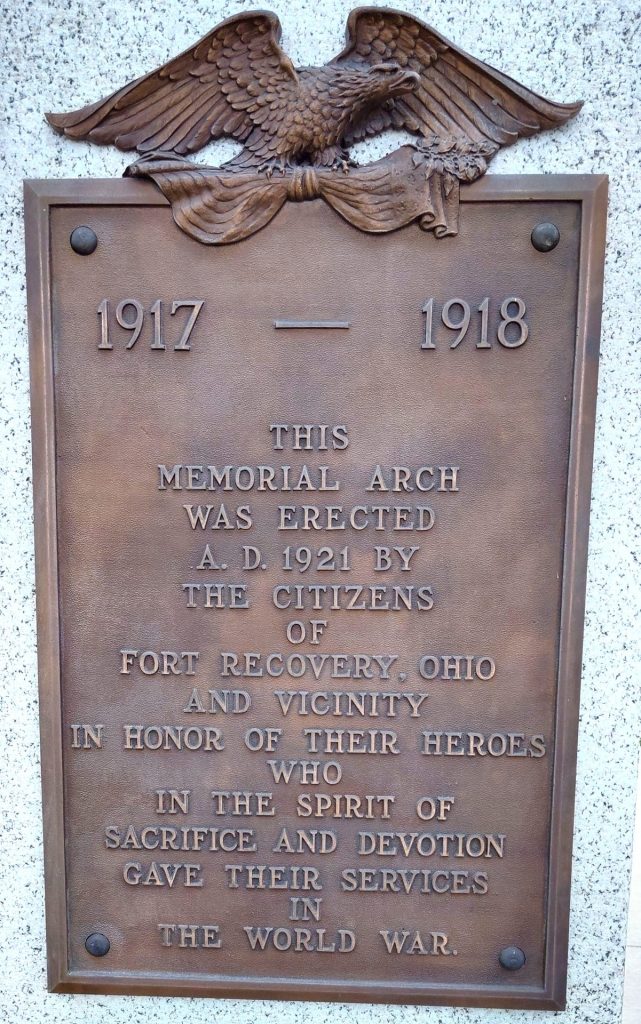 1917 — 1918
THIS
MEMORIAL ARCH
WAS ERECTED
A. D. 1921 BY
THE CITIZENS
OF
FORT RECOVERY, OHIO
AND VICINITY
IN HONOR OF THEIR HEROES
WHO
IN THE SPIRIT OF
SACRIFICE AND DEVOTION
GAVE THEIR SERVICES
IN
THE WORLD WAR.